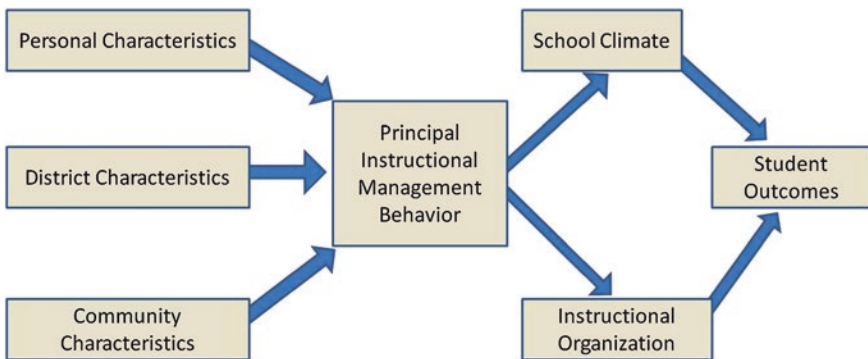 Personal Characteristics
District Characteristics
Community
Characteristics
Principal
Instructional
Management
Behavior
School Climate
Instructional
Organization
Student
Outcomes